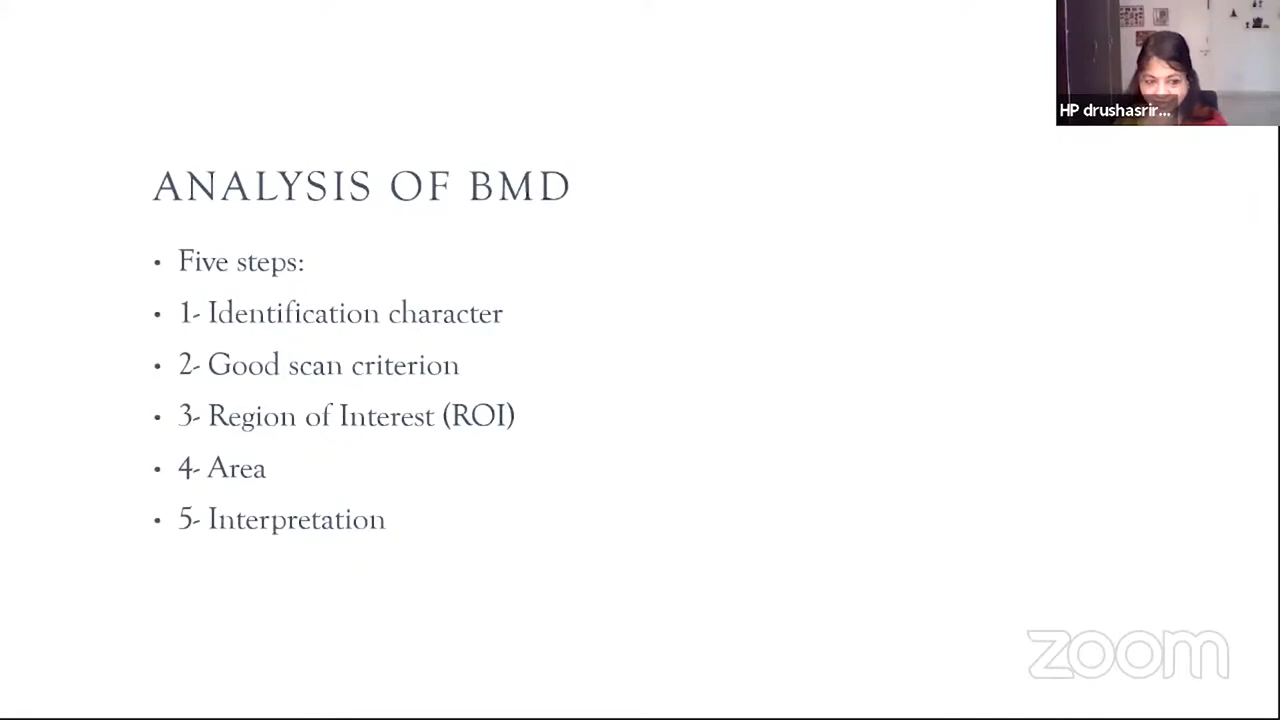 HP drushasrir...
ANALYSIS OF BMD
• Five steps:
• 1- Identification character
• 2- Good scan criterion
• 3- Region of Interest (ROI)
• 4- Area
• 5- Interpretation
zoom